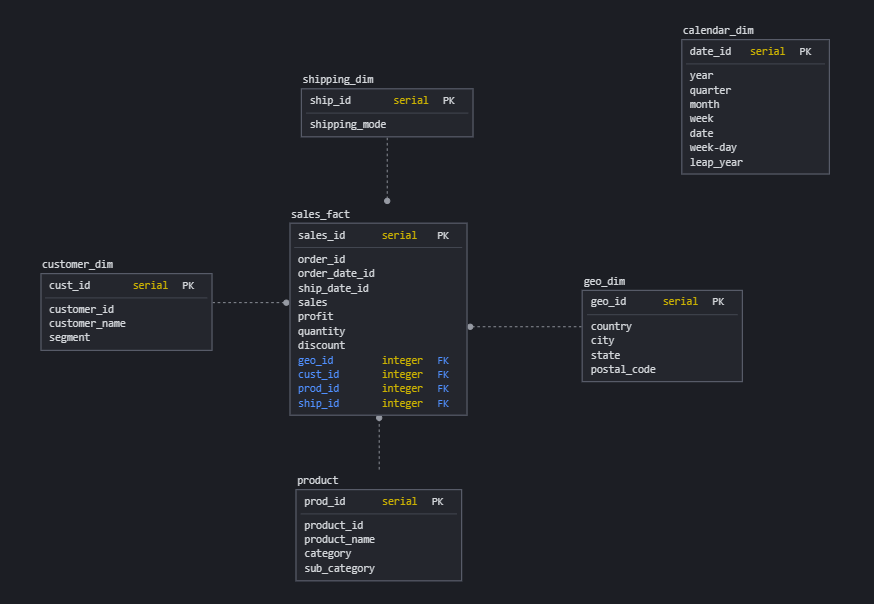 calendar_dim
date_id serial PK
year
quarter
month
week
date
week-day
leap_year
shipping_dim
ship_id serial PK
shipping_mode
sales_fact
sales_id serial PK
order_id
order_date_id
ship_date_id
sales
profit
quantity
discount
geo_id integer FK
cust_id integer FK
prod_id integer FK
ship_id integer FK
customer_dim
cust_id serial PK
customer_id
customer_name
segment
geo_dim
geo_id serial PK
country
city
state
postal_code
product
prod_id serial PK
product_id
product_name
category
sub_category